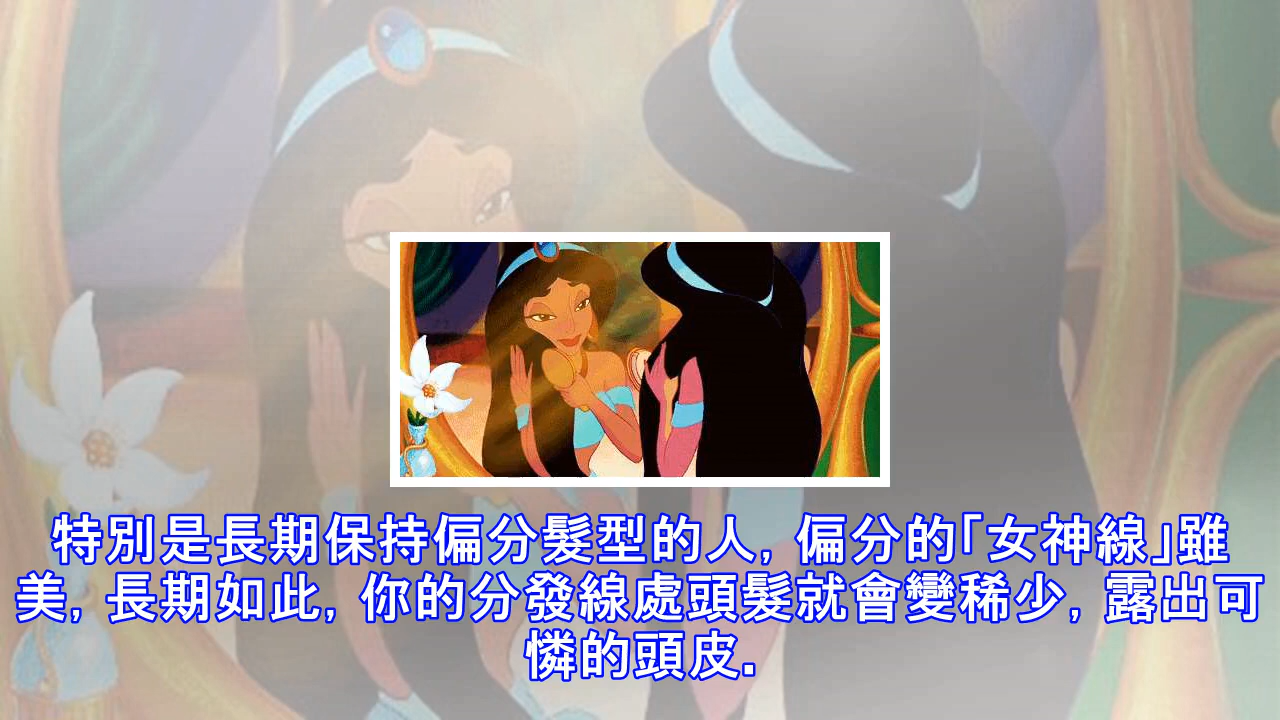 特別是長期保持偏分髮型的人, 偏分的「女神線」雖
美, 長期如此, 你的分發線處頭髮就會變稀少, 露出可
憐的頭皮.